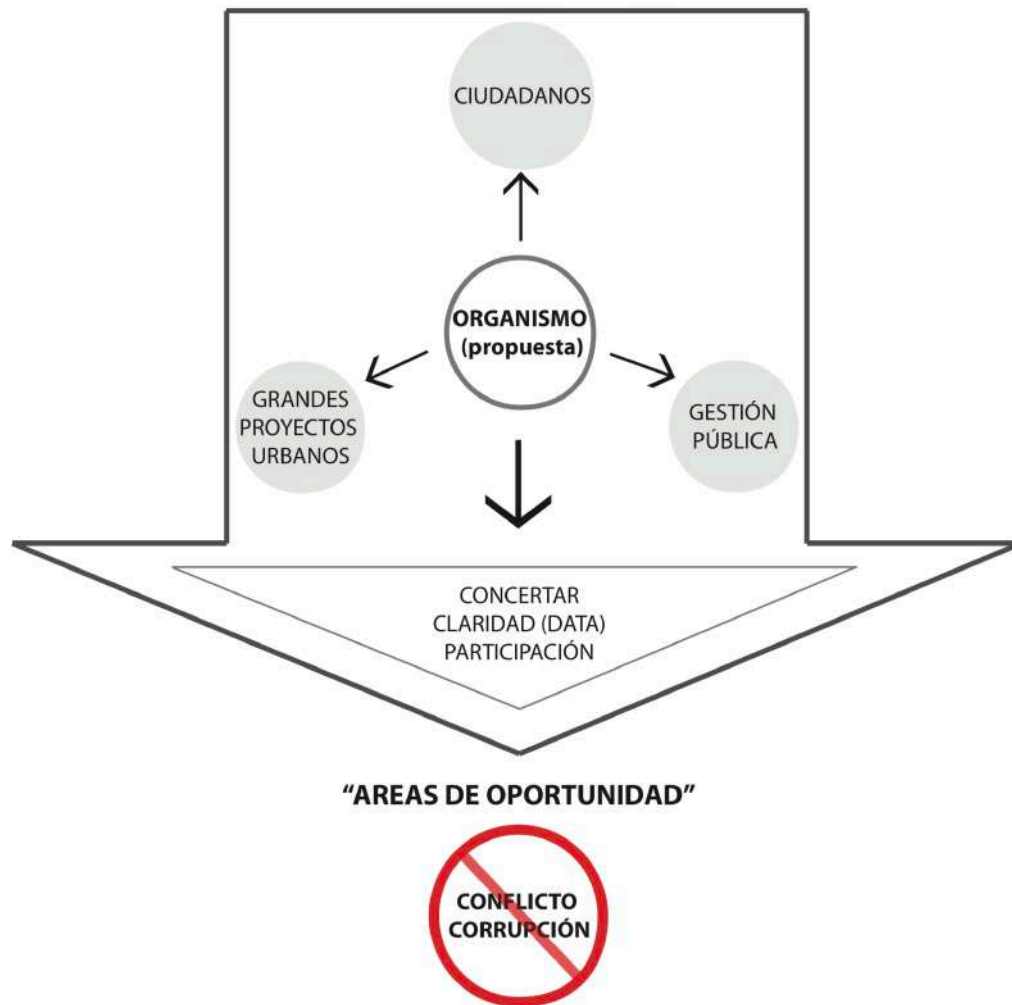 CIUDADANOS
ORGANISMO
(propuesta)
GRANDES
PROYECTOS
URBANOS
GESTIÓN
PÚBLICA
CONCERTAR
CLARIDAD (DATA)
PARTICIPACIÓN
“AREAS DE OPORTUNIDAD”
CONFLICTO
CORRUPCIÓN